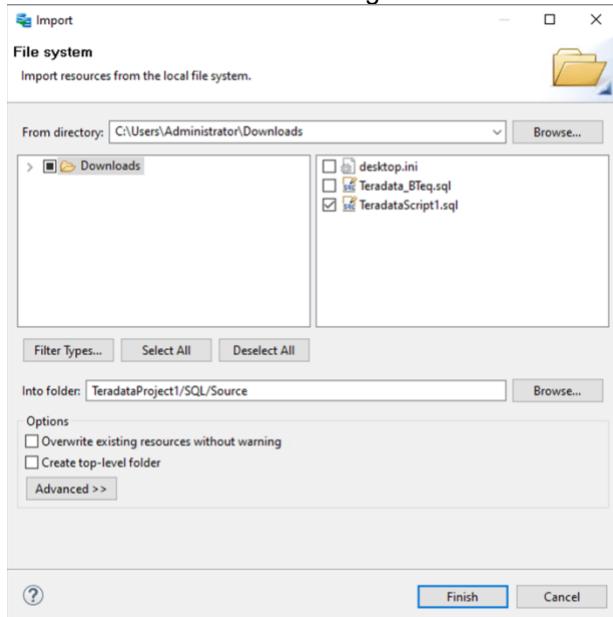 Import
File system
Import resources from the local file system.
From directory: C:\Users\Administrator\Downloads Browse...
Downloads
desktop.ini
Teradata_BTeq.sql
TeradataScript1.sql
Filter Types... Select All Deselect All
Into folder: TeradataProject1/SQL/Source Browse...
Options
Overwrite existing resources without warning
Create top-level folder
Advanced >>
Finish Cancel